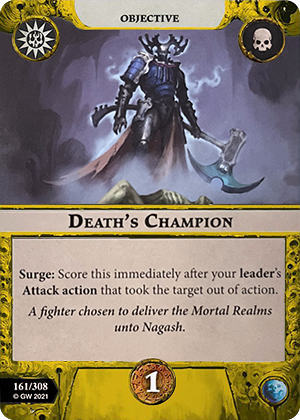 OBJECTIVE
DEATH'S CHAMPION
Surge: Score this immediately after your leader's
Attack action that took the target out of action.
A fighter chosen to deliver the Mortal Realms
unto Nagash.
161/308
© GW 2021
1